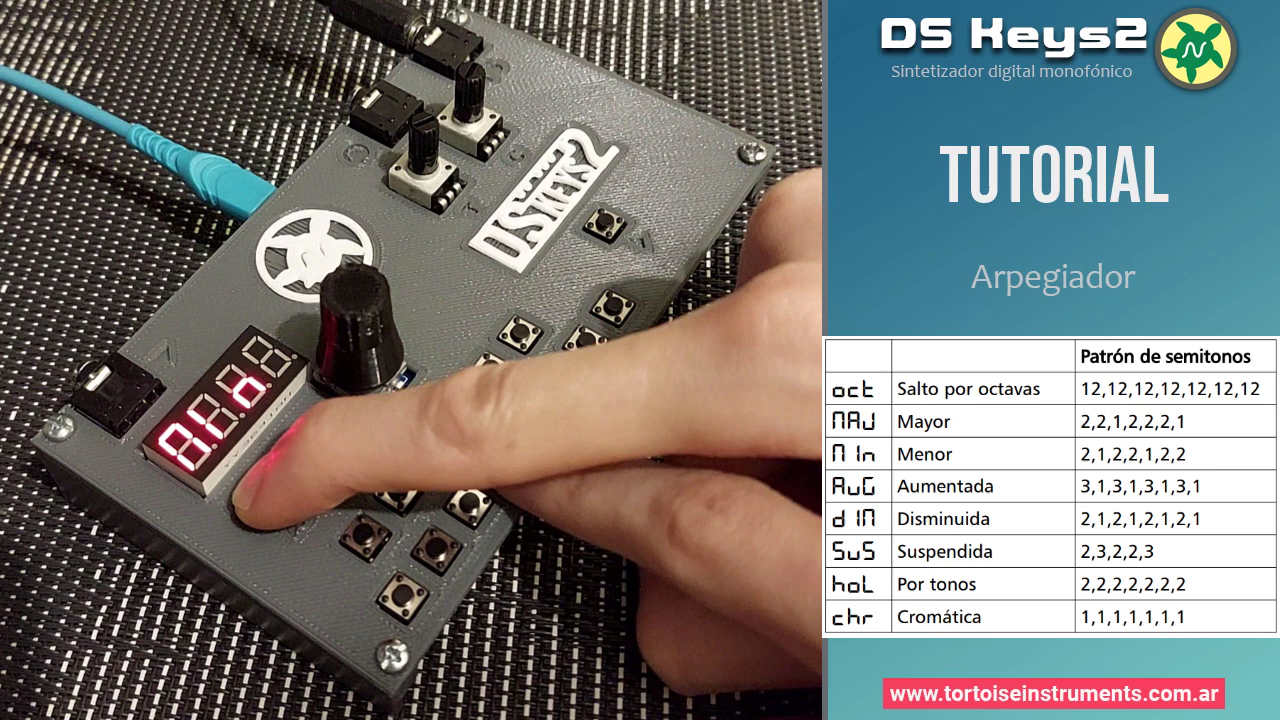 DS Keys2
Sintetizador digital monofónico
TUTORIAL
Arpegiador
DS KEYS2
Patrón de semitonos
oct Salto por octavas 12,12,12,12,12,12,12
MAJ Mayor 2,2,1,2,2,2,1
MIn Menor 2,1,2,2,1,2,2
AuG Aumentada 3,1,3,1,3,1,3,1
dIM Disminuida 2,1,2,1,2,1,2,1
SuS Suspendida 2,3,2,2,3
hoL Por tonos 2,2,2,2,2,2,2
chr Cromática 1,1,1,1,1,1,1
www.tortoiseinstruments.com.ar